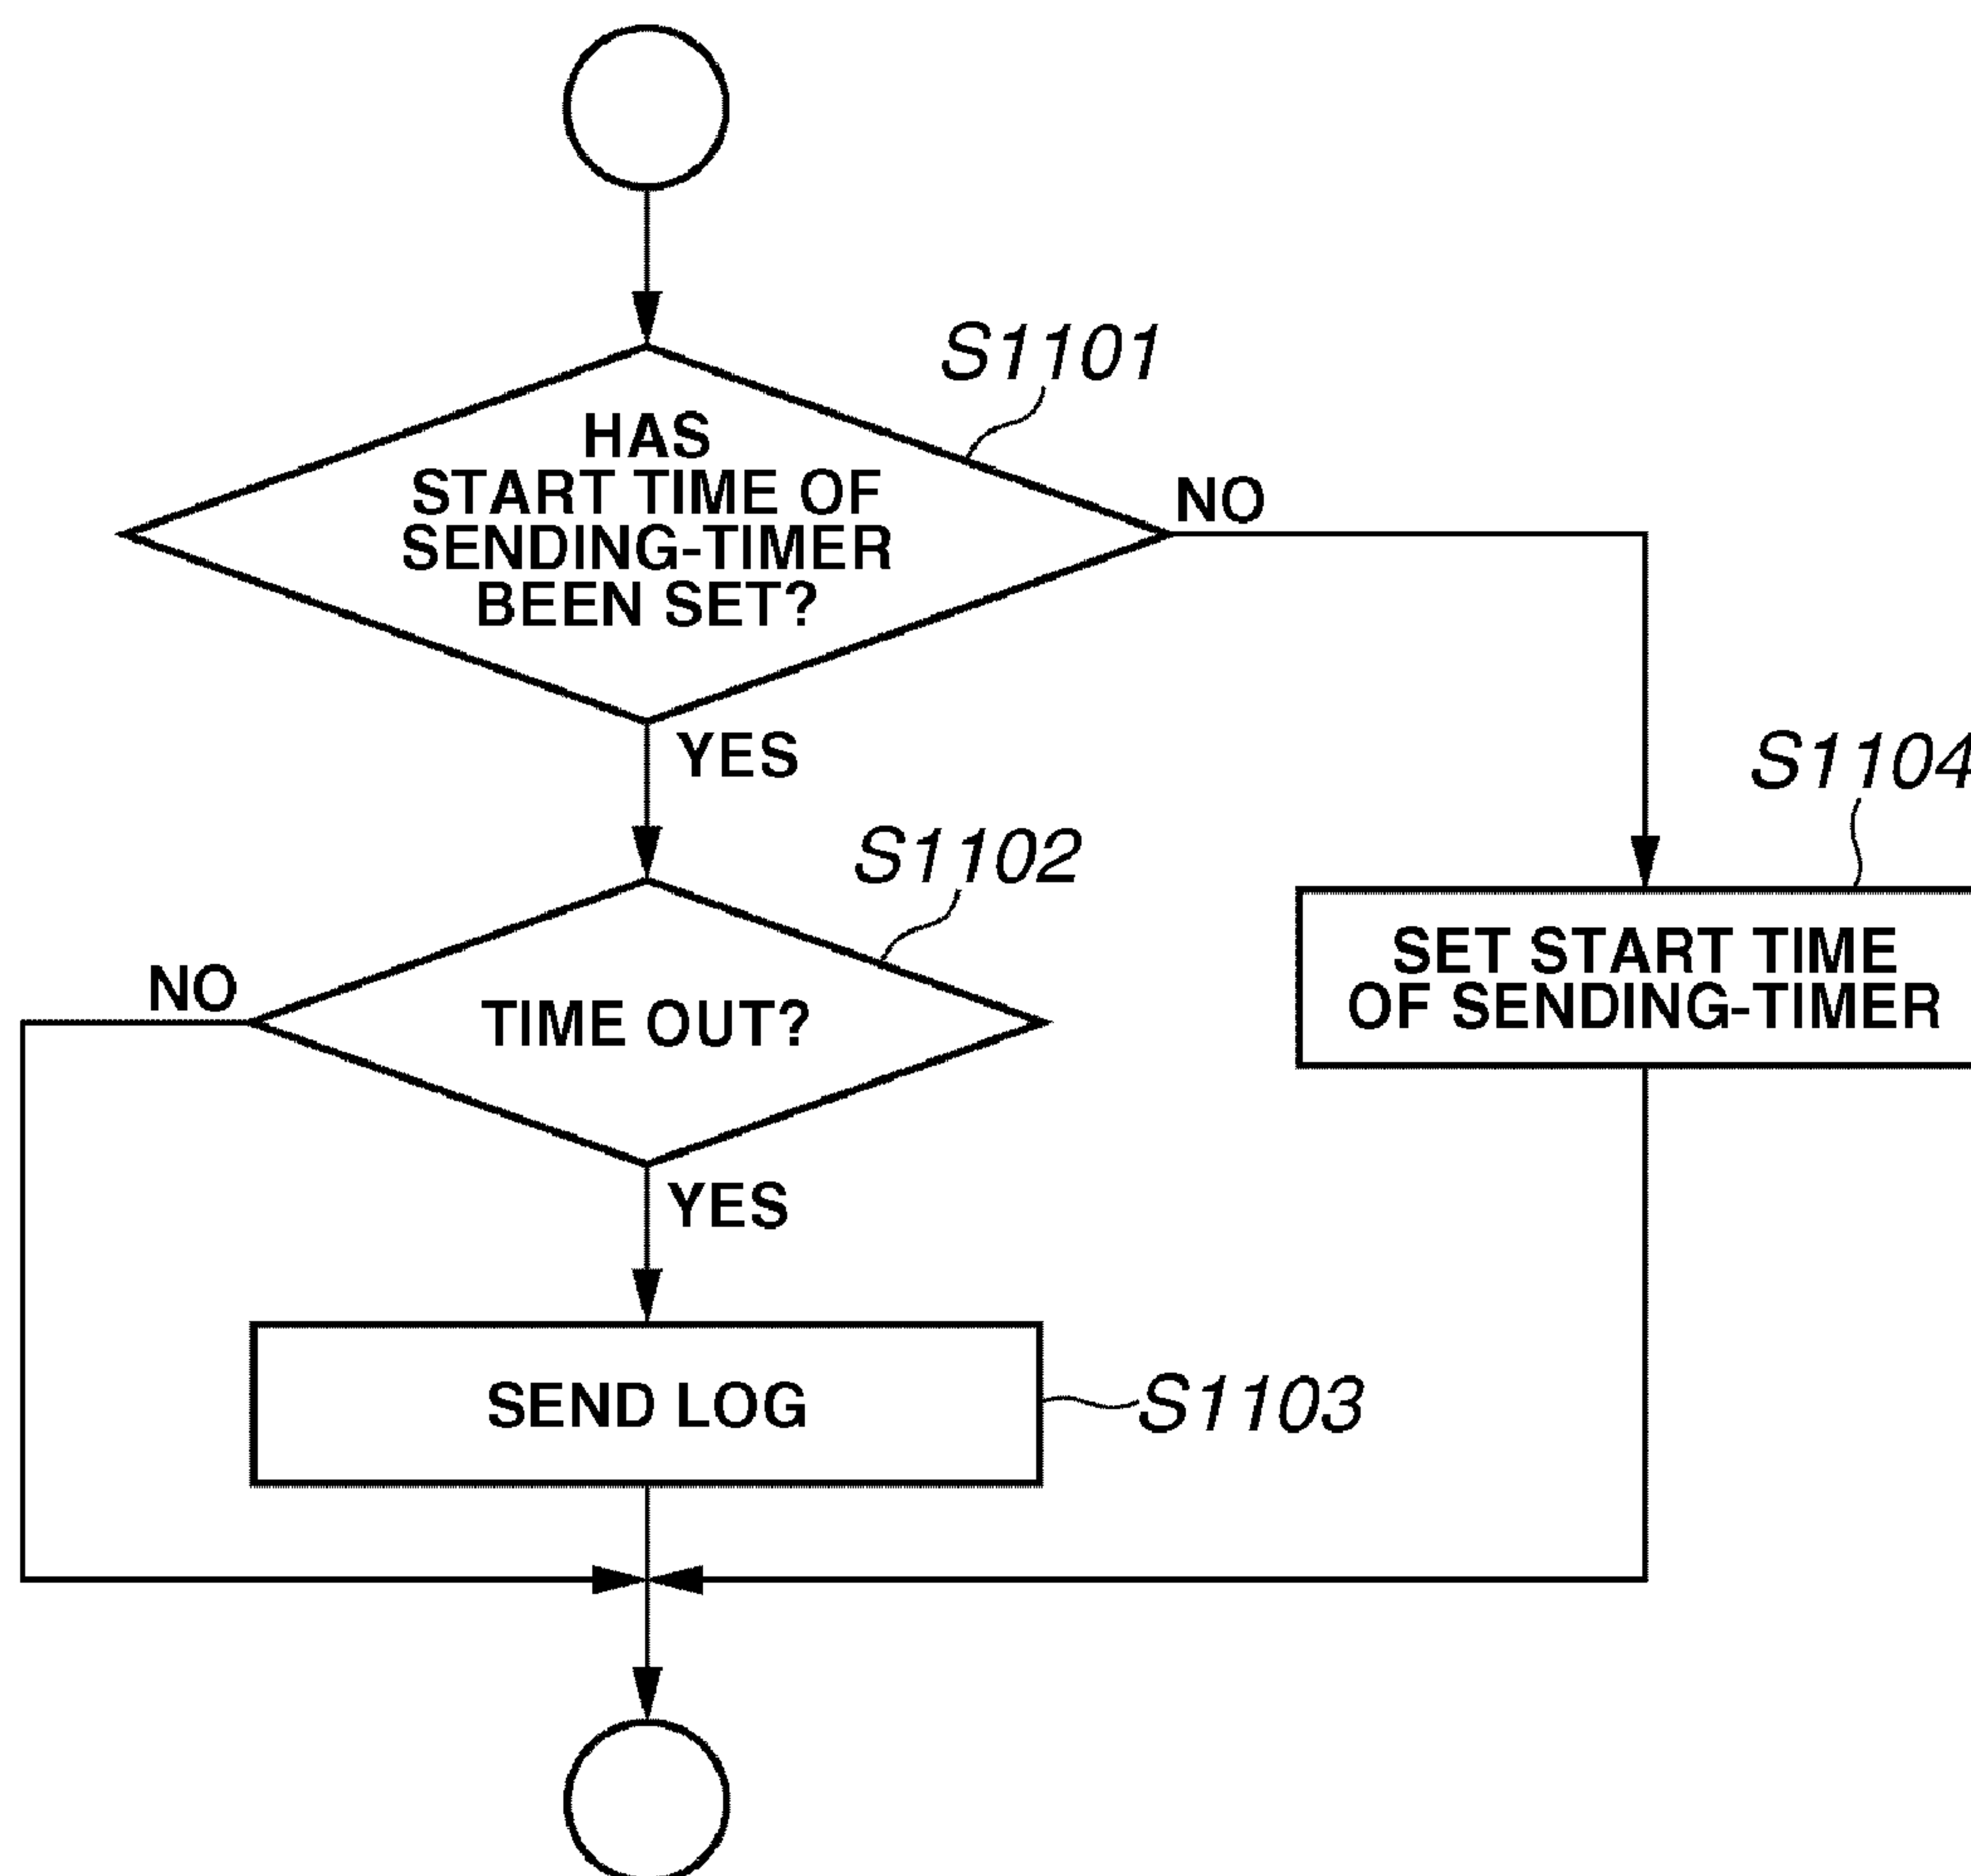 S1101
HAS
START TIME OF
SENDING-TIMER
BEEN SET?
NO
YES
S1104
S1102
SET START TIME
OF SENDING-TIMER
NO
TIME OUT?
YES
SEND LOG
S1103